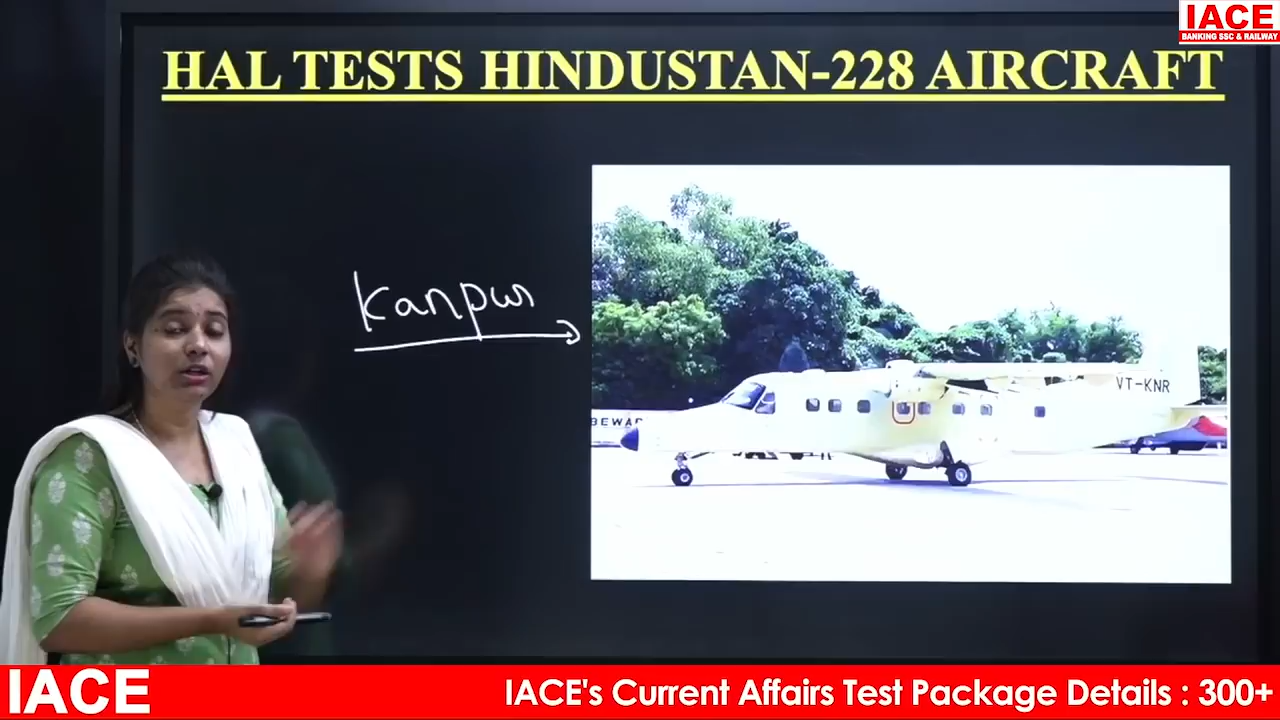 IACE
BANKING SSC & RAILWAY
HAL TESTS HINDUSTAN-228 AIRCRAFT
Kanpur
VT-KNR
BEWAR
IACE
IACE's Current Affairs Test Package Details : 300+